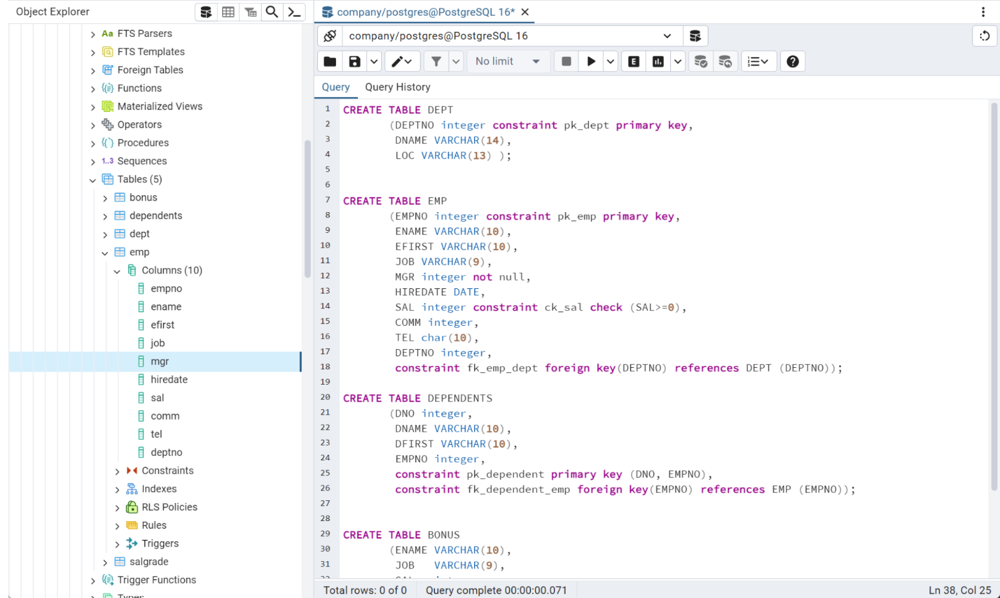 Object Explorer
Aa FTS Parsers
FTS Templates
Foreign Tables
Functions
Materialized Views
Operators
Procedures
1..3 Sequences
Tables (5)
bonus
dependents
dept
emp
Columns (10)
empno
ename
efirst
job
mgr
hiredate
sal
comm
tel
deptno
Constraints
Indexes
RLS Policies
Rules
Triggers
salgrade
Trigger Functions
Types
company/postgres@PostgreSQL 16*
company/postgres@PostgreSQL 16
No limit
E
Query Query History
1 CREATE TABLE DEPT
2 (DEPTNO integer constraint pk_dept primary key,
3 DNAME VARCHAR(14),
4 LOC VARCHAR(13) );
5
6
7 CREATE TABLE EMP
8 (EMPNO integer constraint pk_emp primary key,
9 ENAME VARCHAR(10),
10 EFIRST VARCHAR(10),
11 JOB VARCHAR(9),
12 MGR integer not null,
13 HIREDATE DATE,
14 SAL integer constraint ck_sal check (SAL>=0),
15 COMM integer,
16 TEL char(10),
17 DEPTNO integer,
18 constraint fk_emp_dept foreign key(DEPTNO) references DEPT (DEPTNO));
19
20 CREATE TABLE DEPENDENTS
21 (DNO integer,
22 DNAME VARCHAR(10),
23 DFIRST VARCHAR(10),
24 EMPNO integer,
25 constraint pk_dependent primary key (DNO, EMPNO),
26 constraint fk_dependent_emp foreign key(EMPNO) references EMP (EMPNO));
27
28
29 CREATE TABLE BONUS
30 (ENAME VARCHAR(10),
31 JOB VARCHAR(9),
Total rows: 0 of 0 Query complete 00:00:00.071 Ln 38, Col 25